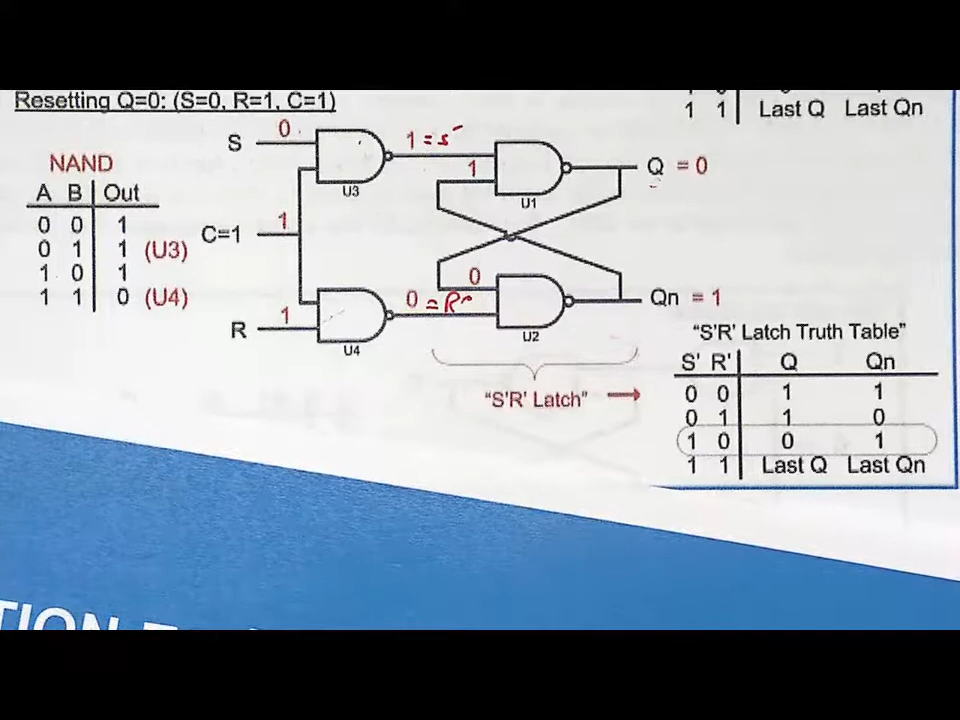 Resetting Q=0: (S=0, R=1, C=1)
1 1 Last Q Last Qn
NAND
A B Out
0 0 1
0 1 1 (U3)
1 0 1
1 1 0 (U4)
S 0
U3
1 = s'
1
U1
Q = 0
C=1 1
R 1
U4
0 = R'
0
U2
Qn = 1
"S'R' Latch"
"S'R' Latch Truth Table"
S' R' Q Qn
0 0 1 1
0 1 1 0
1 0 0 1
1 1 Last Q Last Qn